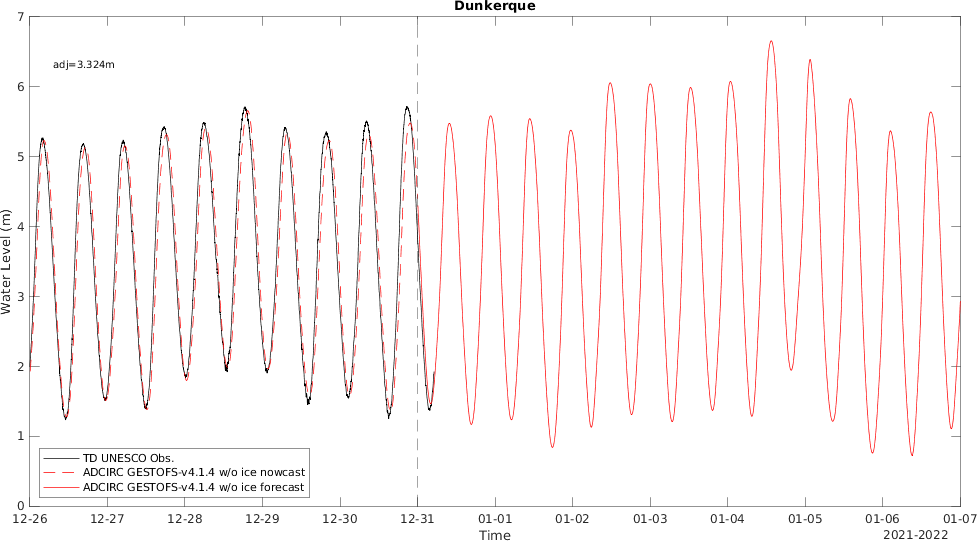 Dunkerque
7
6
5
4
3
2
1
0
Water Level (m)
adj=3.324m
TD UNESCO Obs.
ADCIRC GESTOFS-v4.1.4 w/o ice nowcast
ADCIRC GESTOFS-v4.1.4 w/o ice forecast
12-26 12-27 12-28 12-29 12-30 12-31 01-01 01-02 01-03 01-04 01-05 01-06 01-07
Time
2021-2022